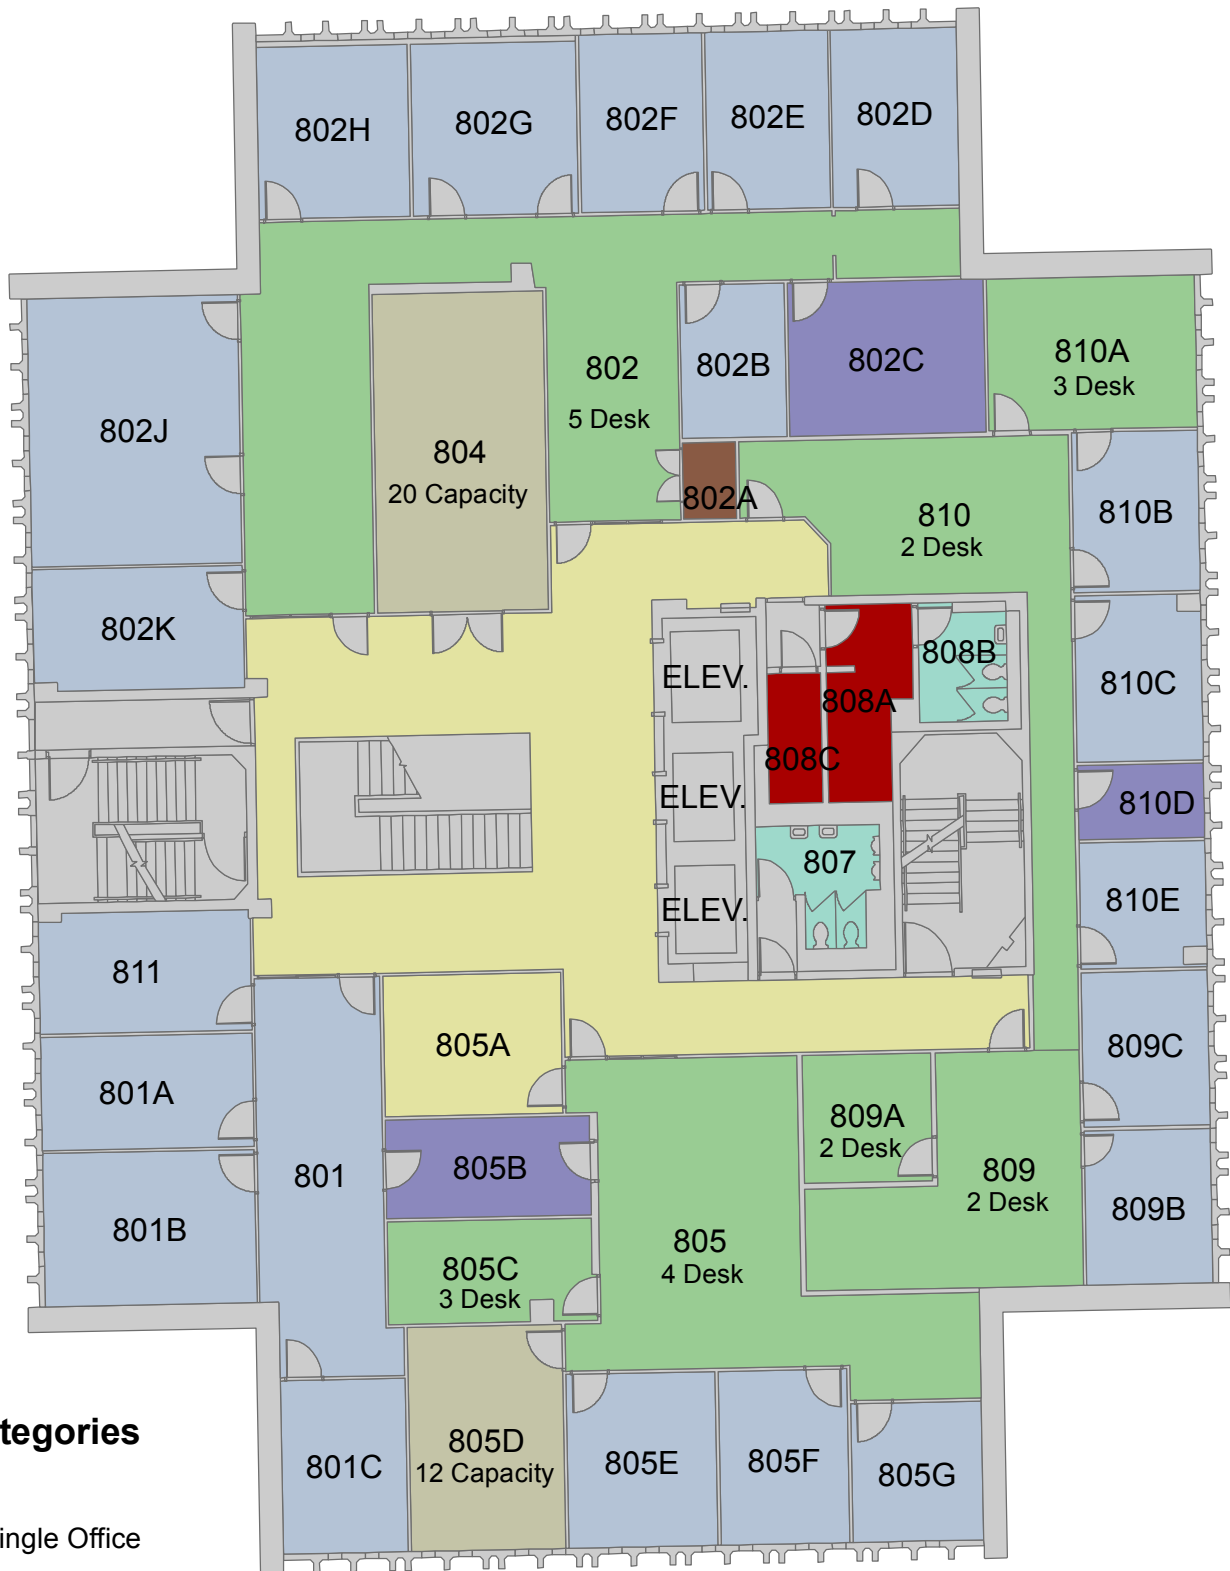 802H
802G
802F
802E
802D
802J
804
20 Capacity
802
5 Desk
802B
802C
810A
3 Desk
802A
810
2 Desk
810B
802K
ELEV.
808B
808A
810C
808C
ELEV.
810D
807
ELEV.
810E
811
805A
809C
801A
809A
2 Desk
801
805B
809
2 Desk
801B
809B
805C
3 Desk
805
4 Desk
801C
805D
12 Capacity
805E
805F
805G
tegories
ingle Office